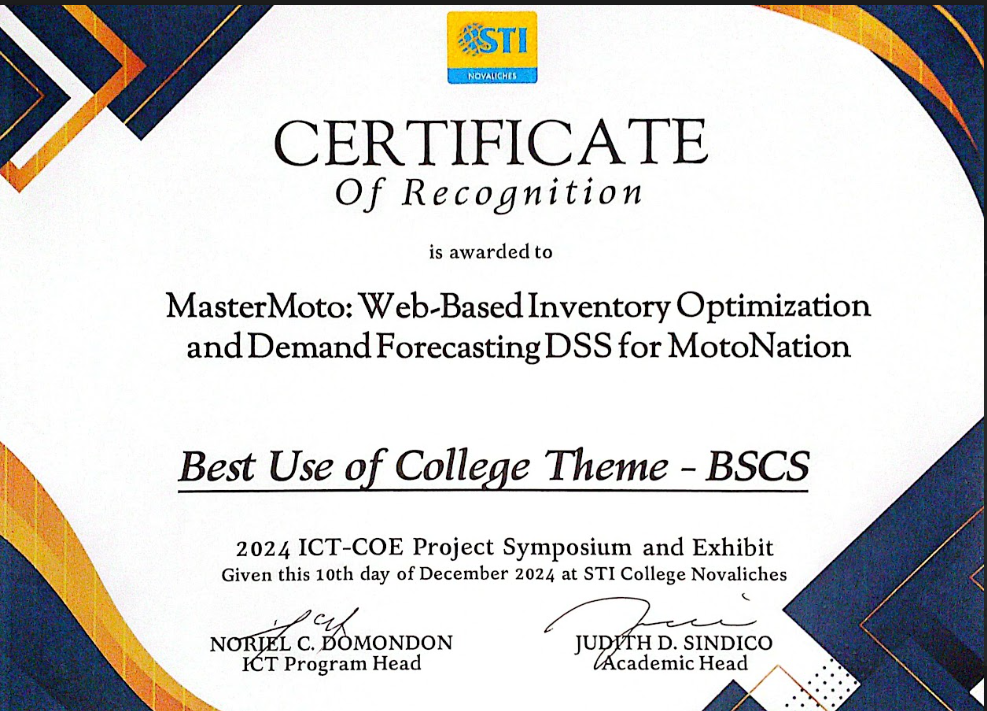 STI
NOVALICHES
CERTIFICATE
Of Recognition
is awarded to
MasterMoto: Web-Based Inventory Optimization
and Demand Forecasting DSS for MotoNation
Best Use of College Theme - BSCS
2024 ICT-COE Project Symposium and Exhibit
Given this 10th day of December 2024 at STI College Novaliches
NORIEL C. DOMONDON
ICT Program Head
JUDITH D. SINDICO
Academic Head